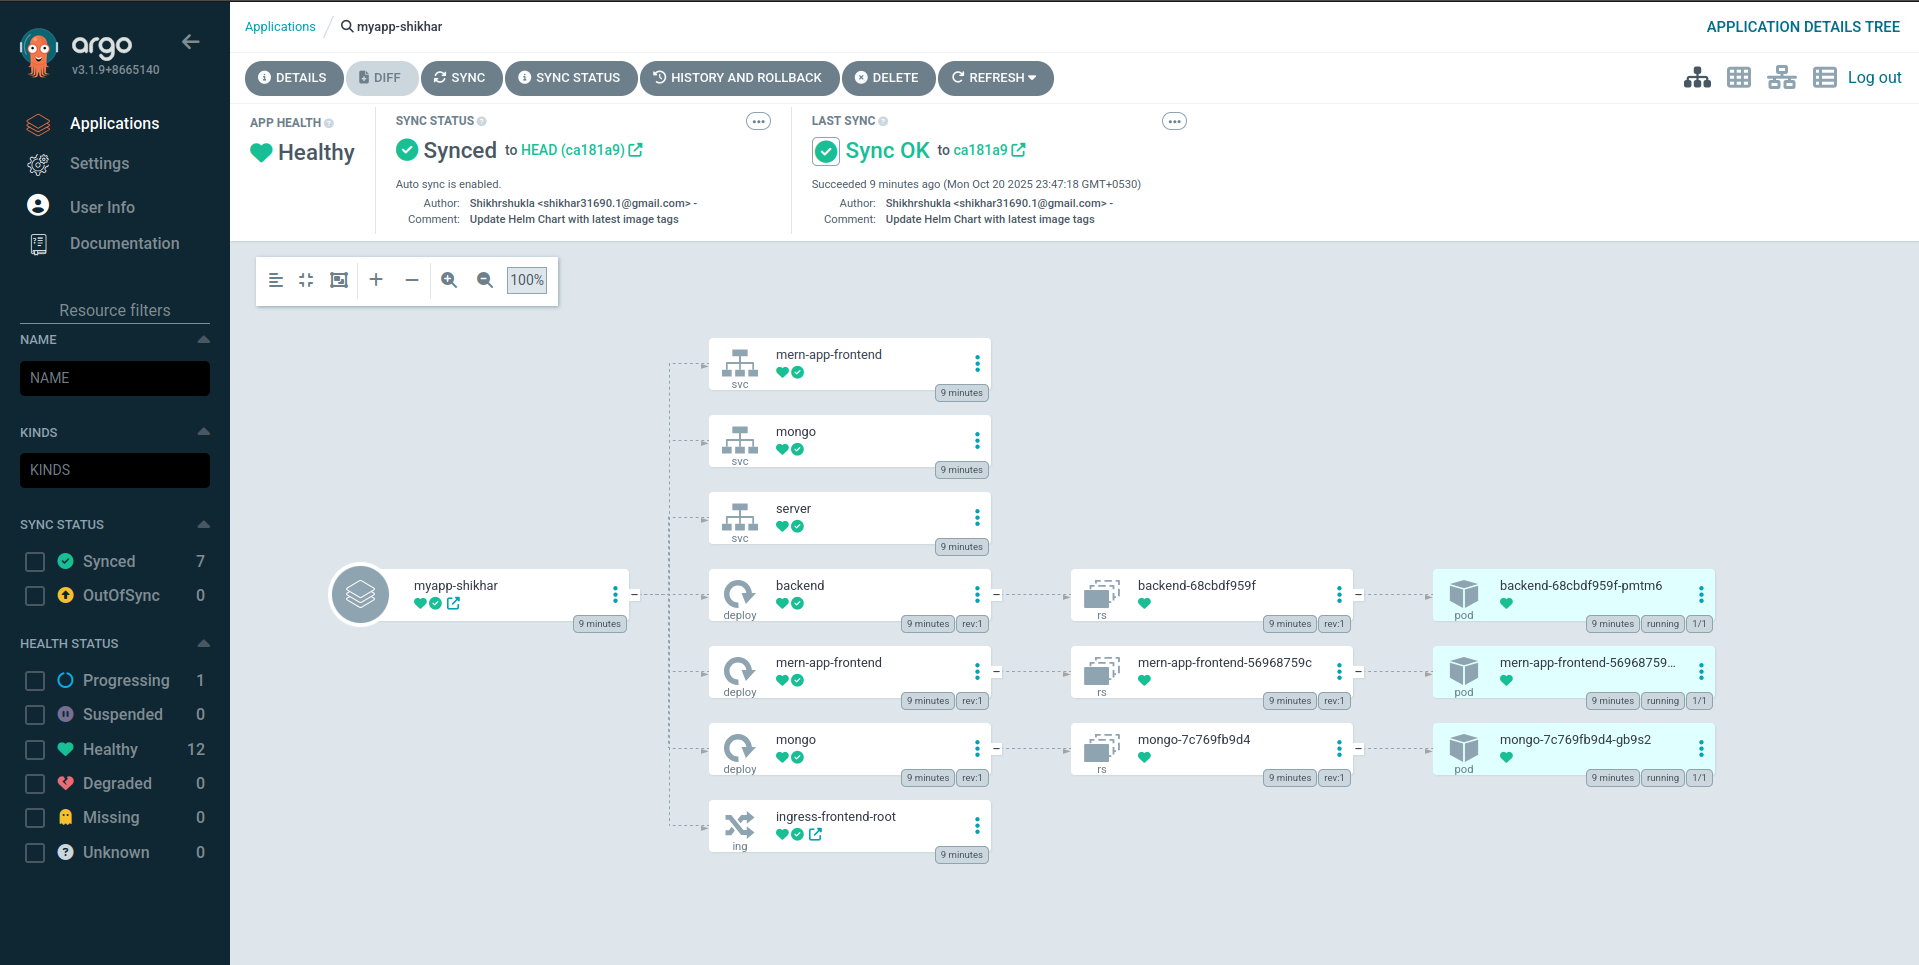 argo
v3.1.9+8665140
Applications
Settings
User Info
Documentation
Resource filters
NAME
NAME
KINDS
KINDS
SYNC STATUS
Synced 7
OutOfSync 0
HEALTH STATUS
Progressing 1
Suspended 0
Healthy 12
Degraded 0
Missing 0
Unknown 0
Applications / myapp-shikhar
APPLICATION DETAILS TREE
DETAILS DIFF SYNC SYNC STATUS HISTORY AND ROLLBACK DELETE REFRESH
Log out
APP HEALTH
Healthy
SYNC STATUS
Synced to HEAD (ca181a9)
Auto sync is enabled.
Author: Shikhrshukla <shikhar31690.1@gmail.com> -
Comment: Update Helm Chart with latest image tags
LAST SYNC
Sync OK to ca181a9
Succeeded 9 minutes ago (Mon Oct 20 2025 23:47:18 GMT+0530)
Author: Shikhrshukla <shikhar31690.1@gmail.com> -
Comment: Update Helm Chart with latest image tags
100%
myapp-shikhar
9 minutes
mern-app-frontend
svc
9 minutes
mongo
svc
9 minutes
server
svc
9 minutes
backend
deploy
9 minutes rev:1
backend-68cbdf959f
rs
9 minutes rev:1
backend-68cbdf959f-pmtm6
pod
9 minutes running 1/1
mern-app-frontend
deploy
9 minutes rev:1
mern-app-frontend-56968759c
rs
9 minutes rev:1
mern-app-frontend-56968759...
pod
9 minutes running 1/1
mongo
deploy
9 minutes rev:1
mongo-7c769fb9d4
rs
9 minutes rev:1
mongo-7c769fb9d4-gb9s2
pod
9 minutes running 1/1
ingress-frontend-root
ing
9 minutes